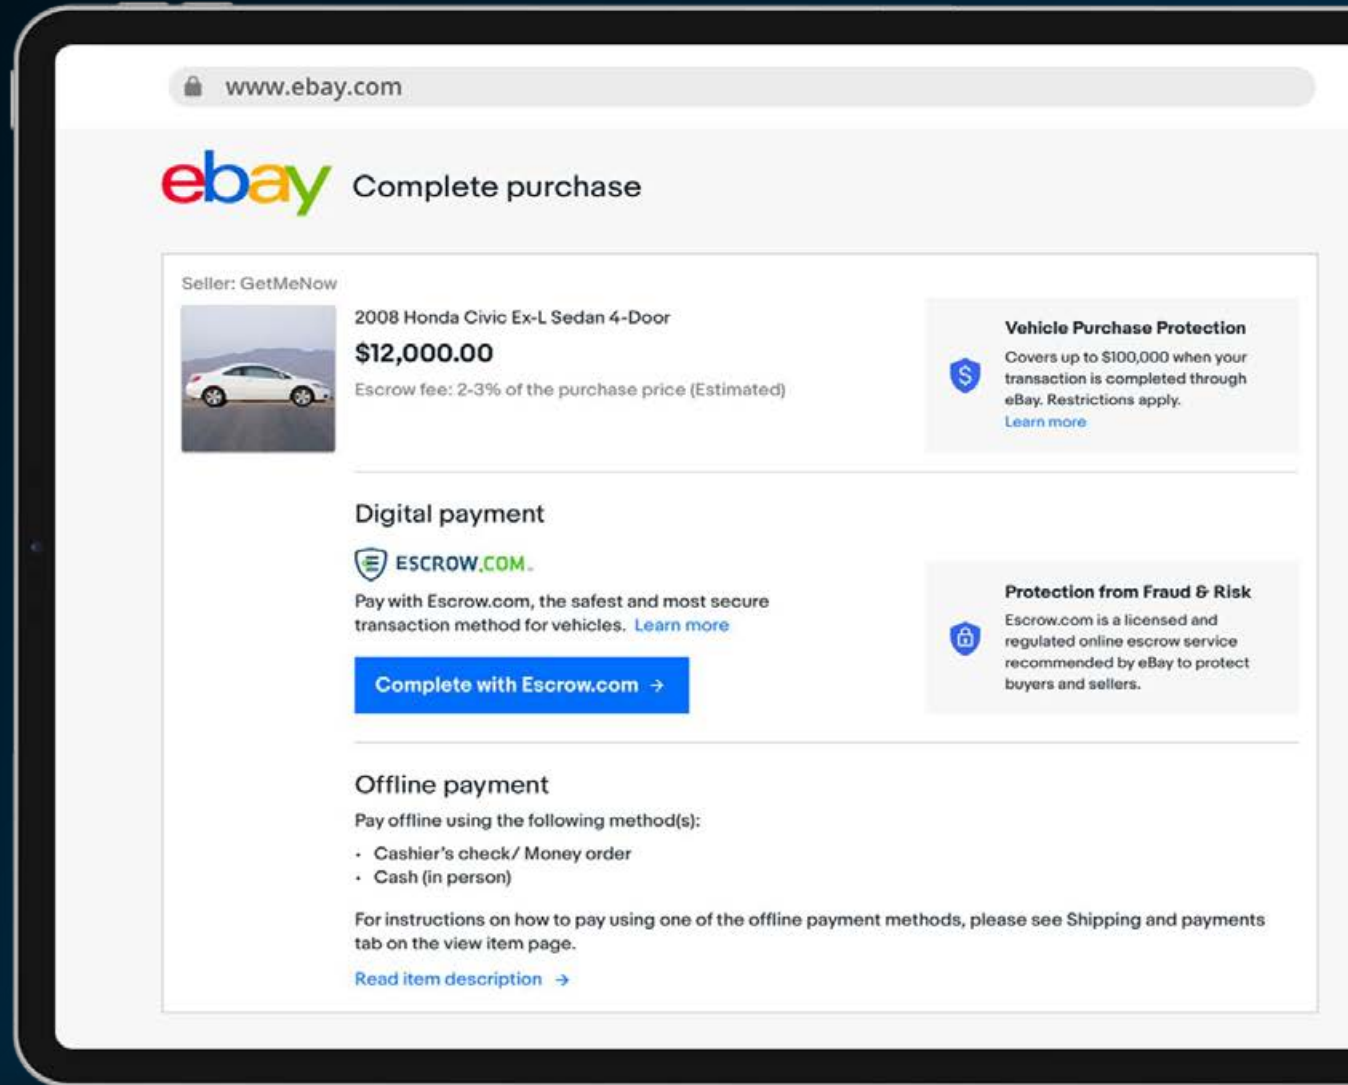 www.ebay.com
ebay Complete purchase
Seller: GetMeNow
2008 Honda Civic Ex-L Sedan 4-Door
$12,000.00
Escrow fee: 2-3% of the purchase price (Estimated)
Vehicle Purchase Protection
Covers up to $100,000 when your
transaction is completed through
eBay. Restrictions apply.
Learn more
Digital payment
ESCROW.COM
Pay with Escrow.com, the safest and most secure
transaction method for vehicles. Learn more
Complete with Escrow.com →
Protection from Fraud & Risk
Escrow.com is a licensed and
regulated online escrow service
recommended by eBay to protect
buyers and sellers.
Offline payment
Pay offline using the following method(s):
· Cashier's check/ Money order
· Cash (in person)
For instructions on how to pay using one of the offline payment methods, please see Shipping and payments
tab on the view item page.
Read item description →